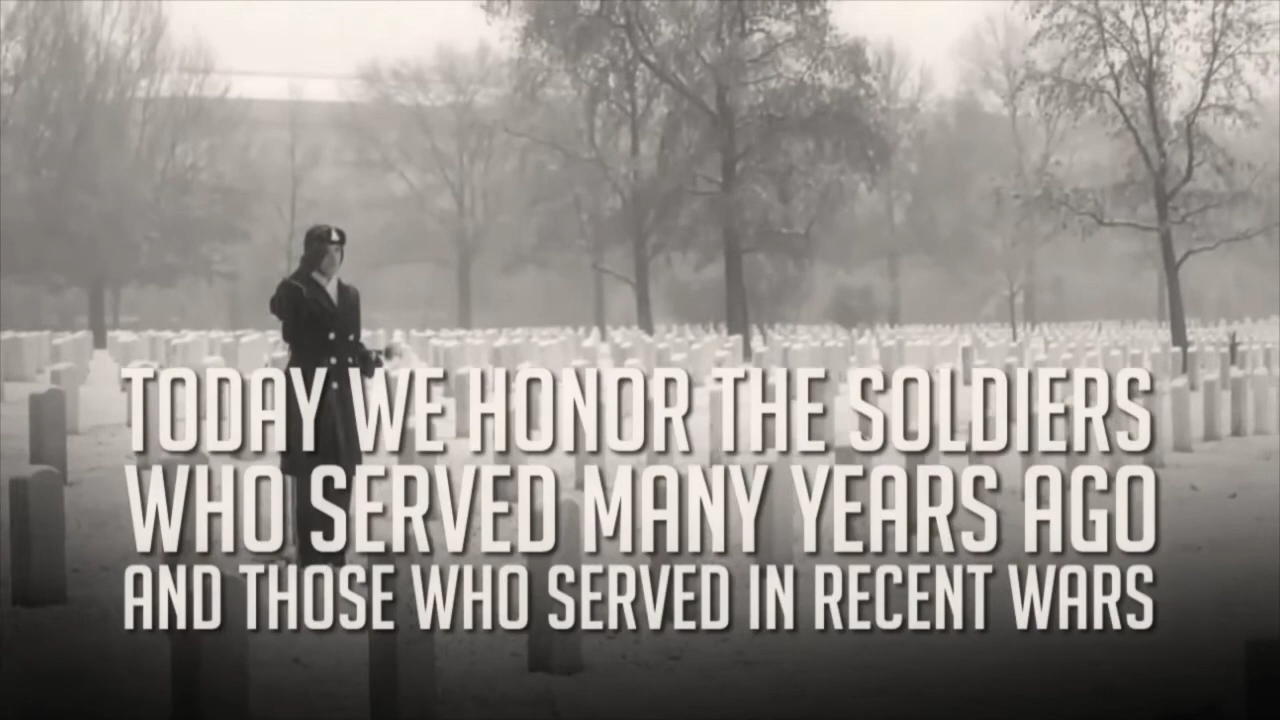 TODAY WE HONOR THE SOLDIERS
WHO SERVED MANY YEARS AGO
AND THOSE WHO SERVED IN RECENT WARS